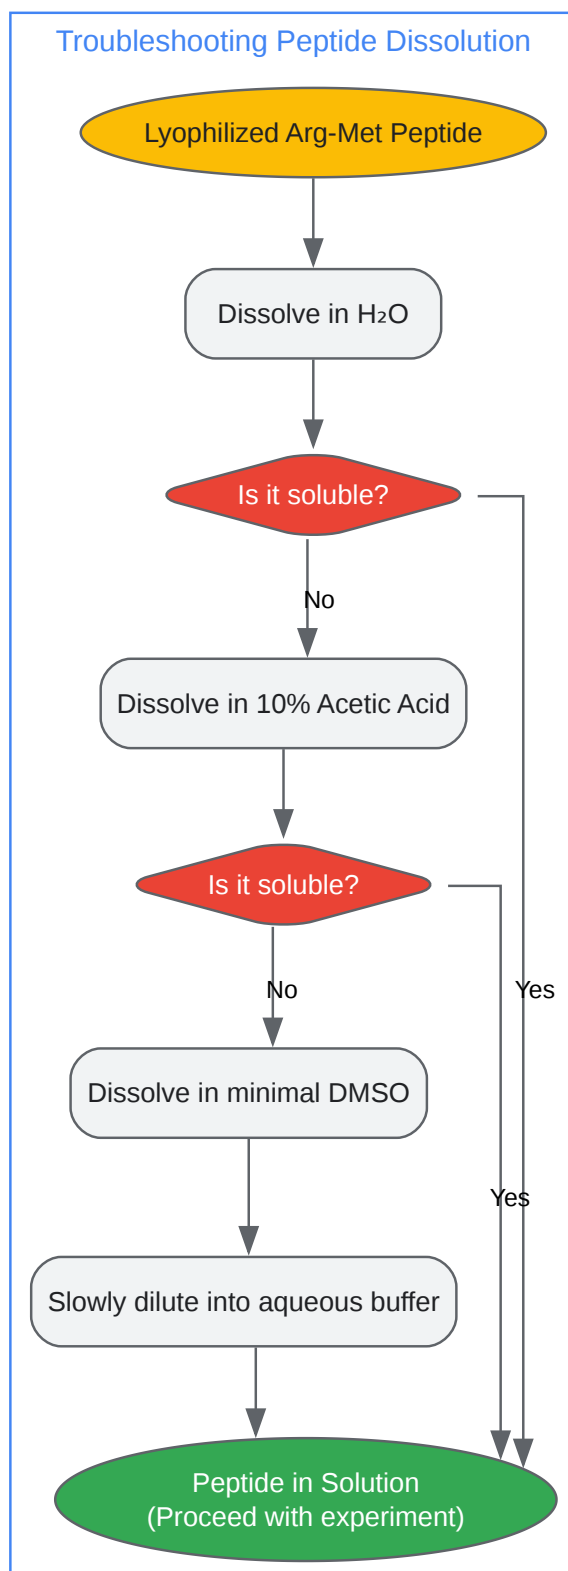 Troubleshooting Peptide Dissolution
Lyophilized Arg-Met Peptide
Dissolve in H₂O
Is it soluble?
No
Dissolve in 10% Acetic Acid
Is it soluble?
No
Yes
Dissolve in minimal DMSO
Yes
Slowly dilute into aqueous buffer
Peptide in Solution
(Proceed with experiment)